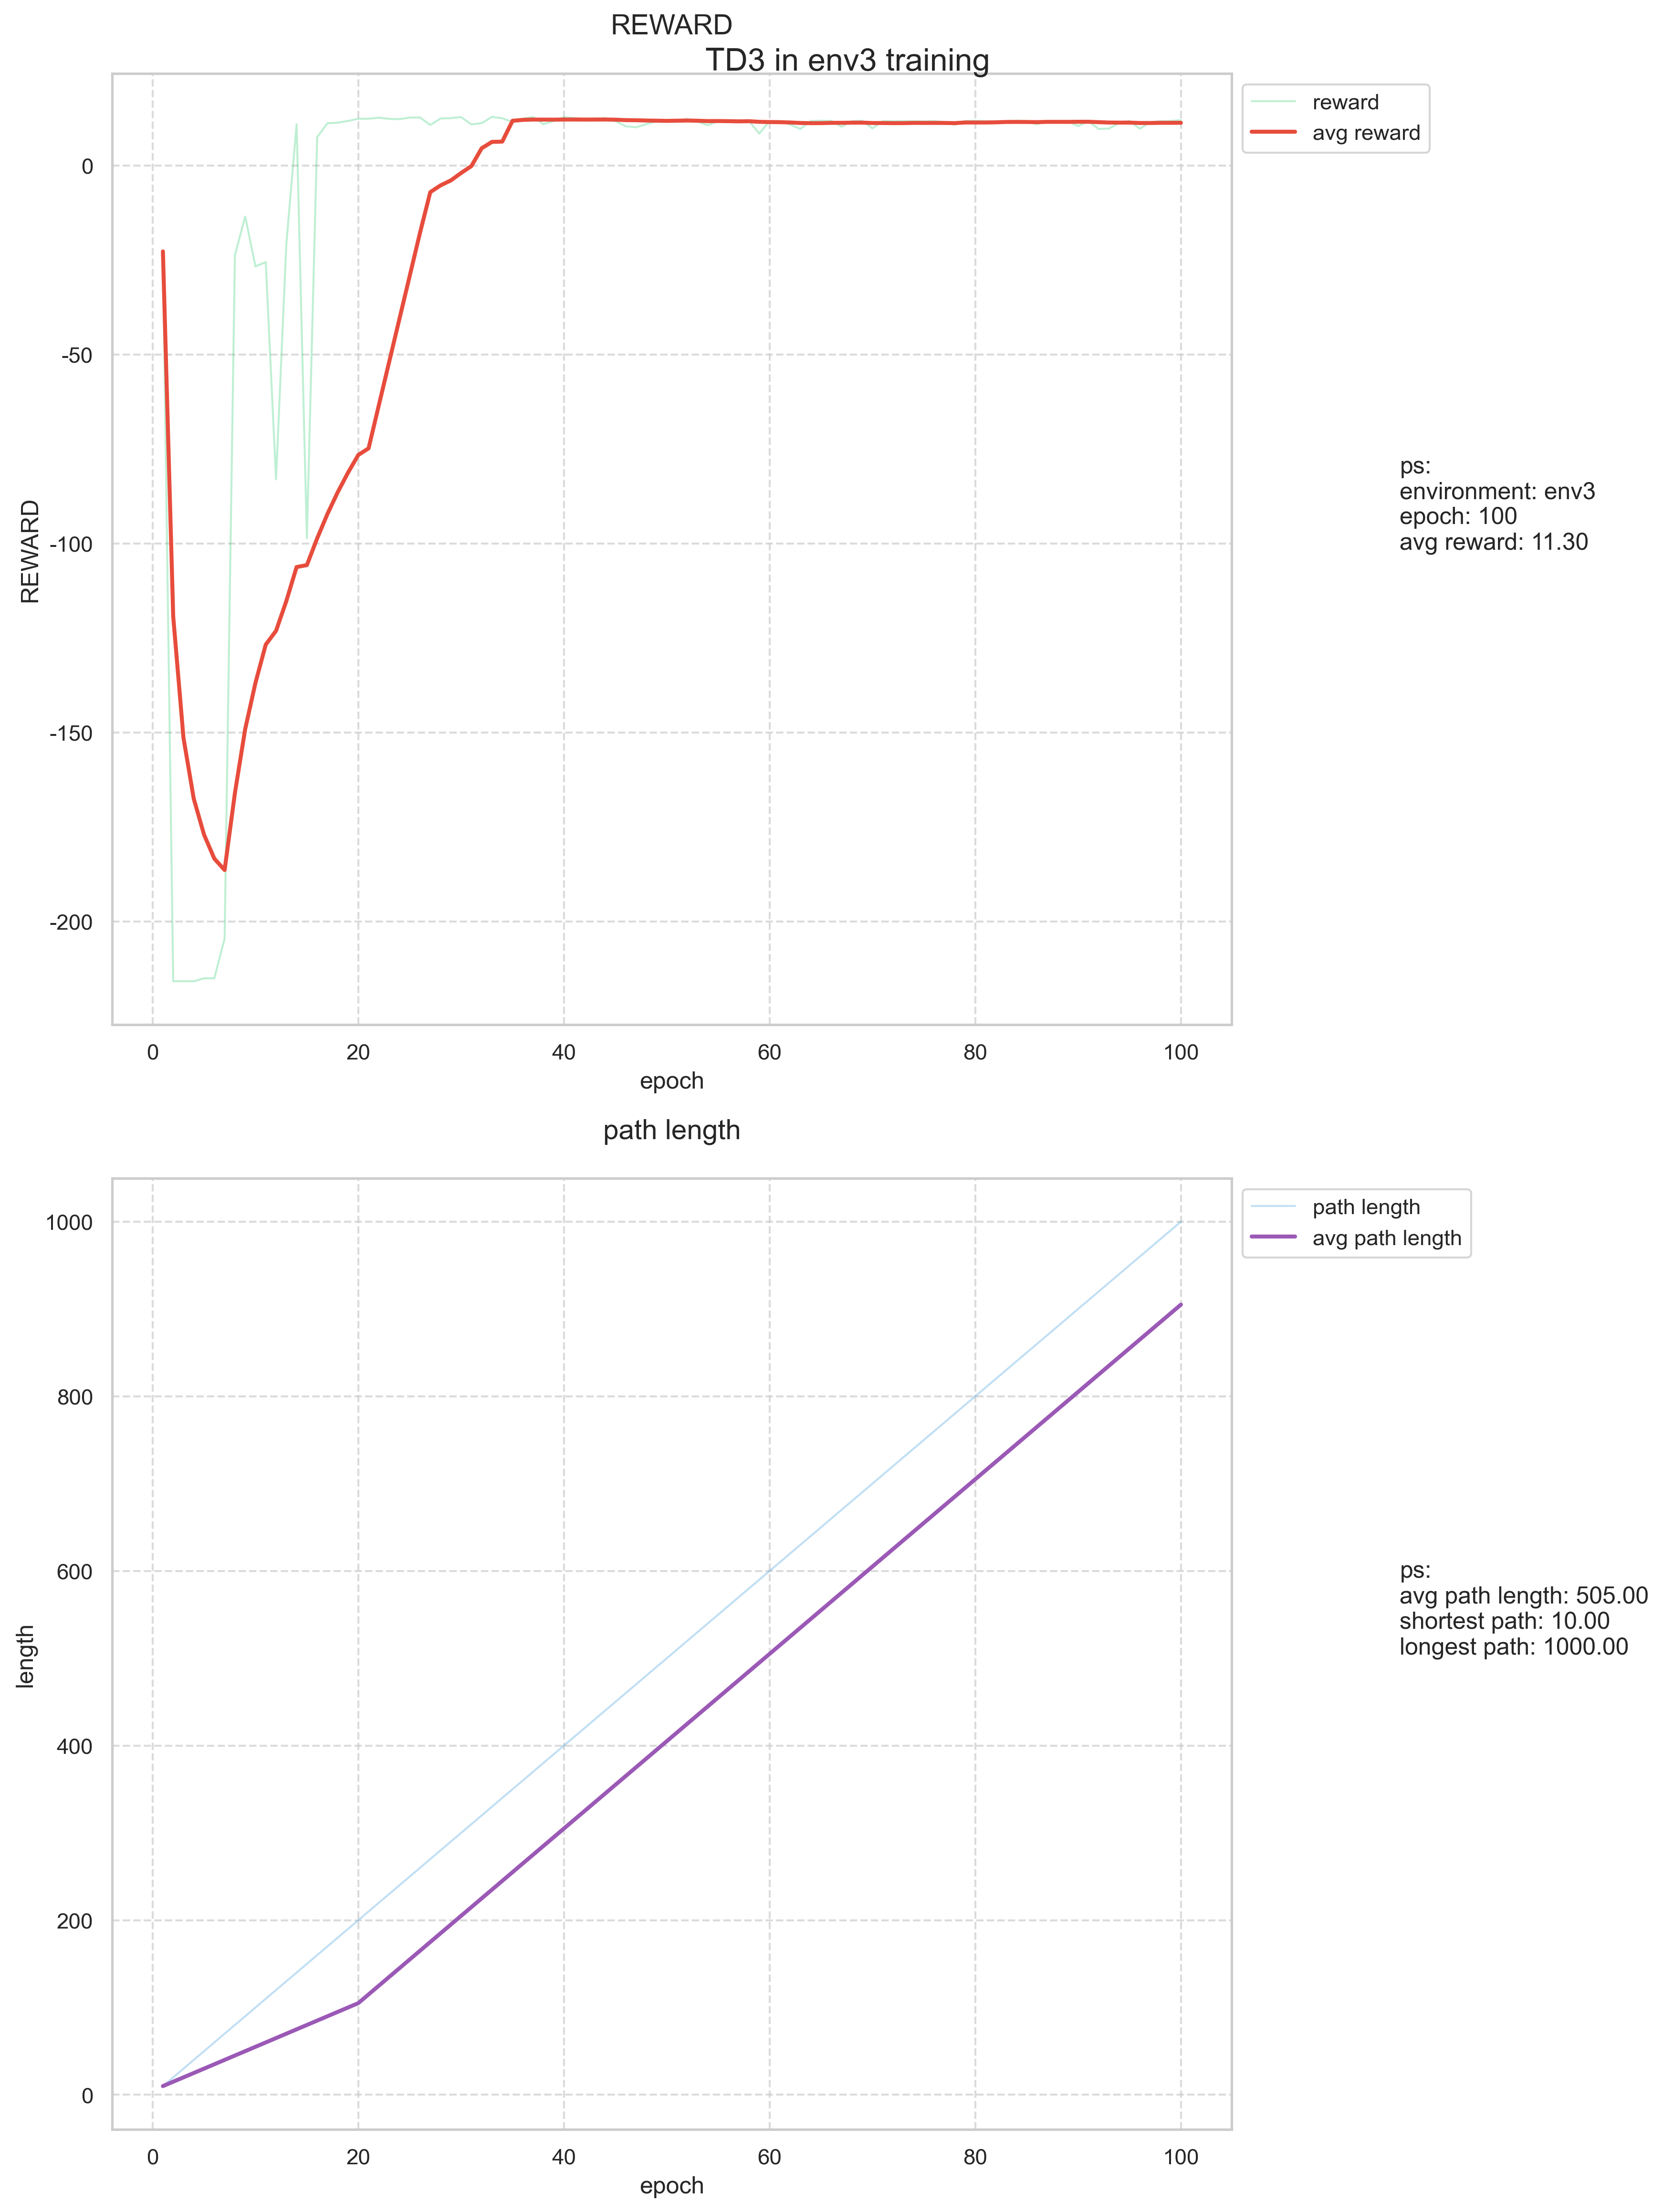 REWARD
TD3 in env3 training
reward
avg reward
0
-50
-100
-150
-200
REWARD
0 20 40 60 80 100
epoch
ps:
environment: env3
epoch: 100
avg reward: 11.30
path length
path length
avg path length
1000
800
600
400
200
0
length
0 20 40 60 80 100
epoch
ps:
avg path length: 505.00
shortest path: 10.00
longest path: 1000.00